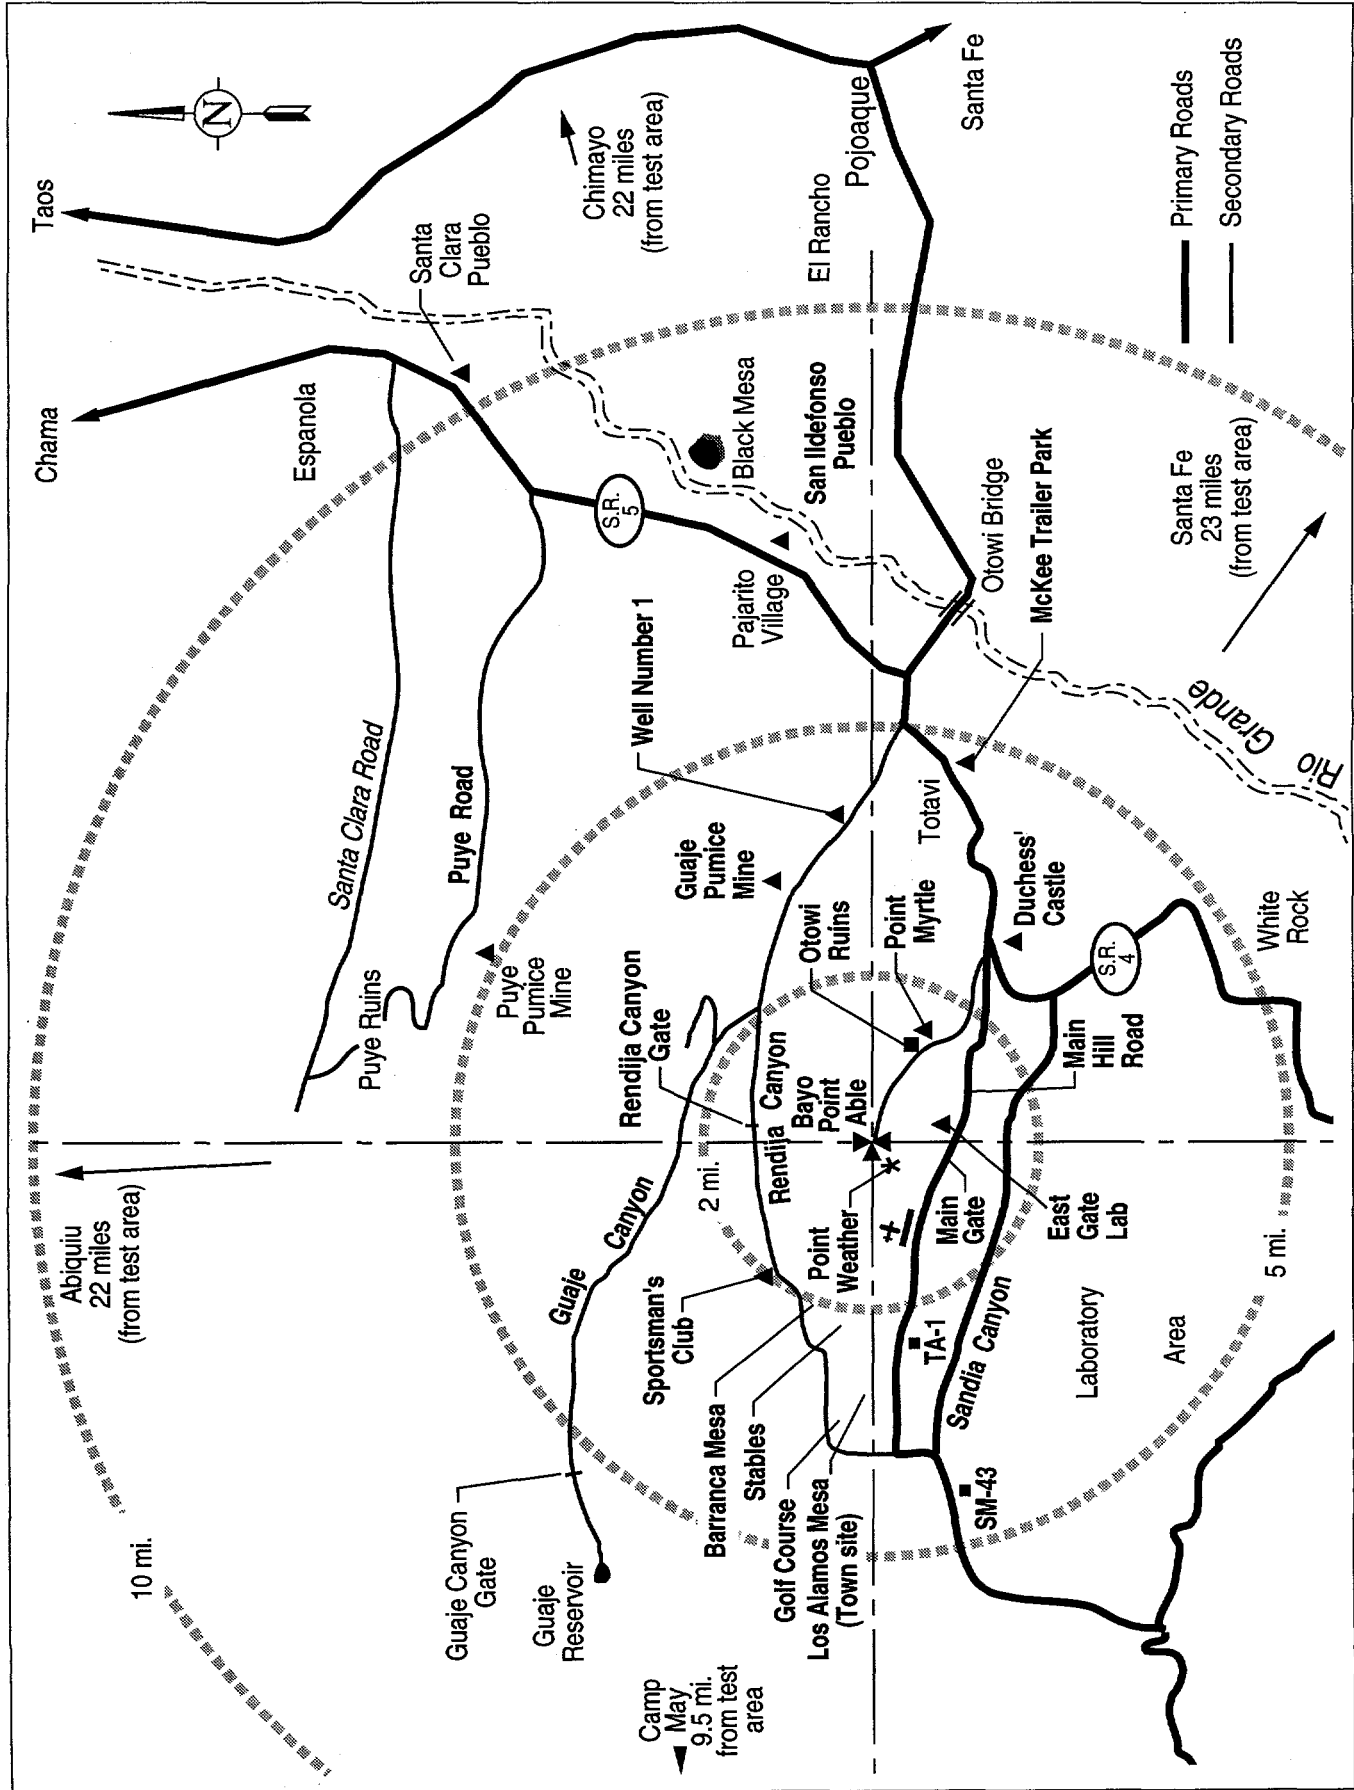 Chama
Taos
N
Abiquiu
22 miles
(from test area)
Espanola
Santa
Clara
Pueblo
Chimayo
22 miles
(from test area)
10 mi.
Santa Clara Road
Puye Ruins
Puye Road
S.R.
5
Guaje Canyon
Gate
Puye
Pumice
Mine
Guaje
Reservoir
Guaje Canyon
Rendija Canyon
Gate
Well Number 1
Black Mesa
Camp
May
9.5 mi.
from test
area
Sportsman's
Club
2 mi.
Guaje
Pumice
Mine
Pajarito
Village
Barranca Mesa
Stables
Rendija Canyon
San Ildefonso
Pueblo
El Rancho
Pojoaque
Golf Course
Los Alamos Mesa
(Town site)
Point
Weather
Bayo
Point
Able
Otowi
Ruins
Point
Myrtle
Totavi
Otowi Bridge
Santa Fe
TA-1
Main
Gate
SM-43
Sandia Canyon
East
Gate
Lab
Main
Hill
Road
Duchess'
Castle
McKee Trailer Park
Laboratory
Area
S.R.
4
5 mi.
White
Rock
Rio Grande
Santa Fe
23 miles
(from test area)
Primary Roads
Secondary Roads